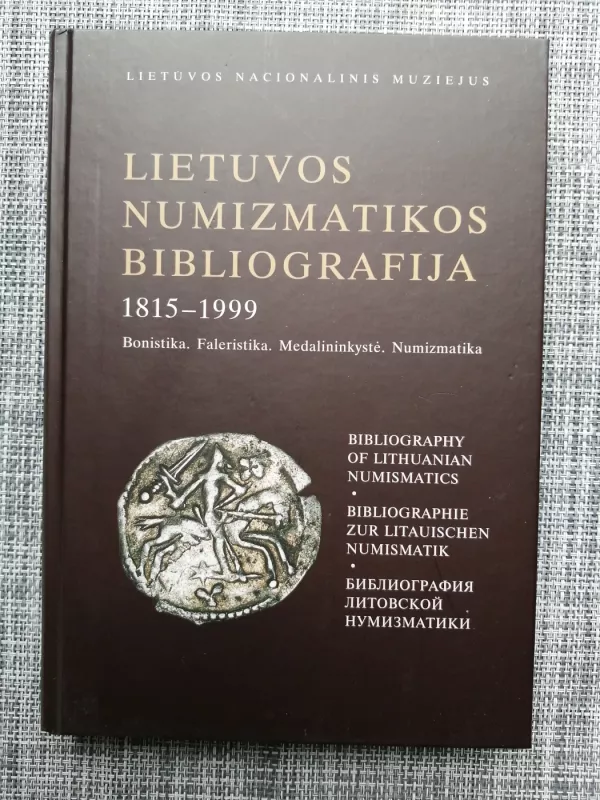 LIETUVOS NACIONALINIS MUZIEJUS
LIETUVOS
NUMIZMATIKOS
BIBLIOGRAFIJA
1815–1999
Bonistika. Faleristika. Medalininkystė. Numizmatika
BIBLIOGRAPHY
OF LITHUANIAN
NUMISMATICS
•
BIBLIOGRAPHIE
ZUR LITAUISCHEN
NUMISMATIK
•
БИБЛИОГРАФИЯ
ЛИТОВСКОЙ
НУМИЗМАТИКИ